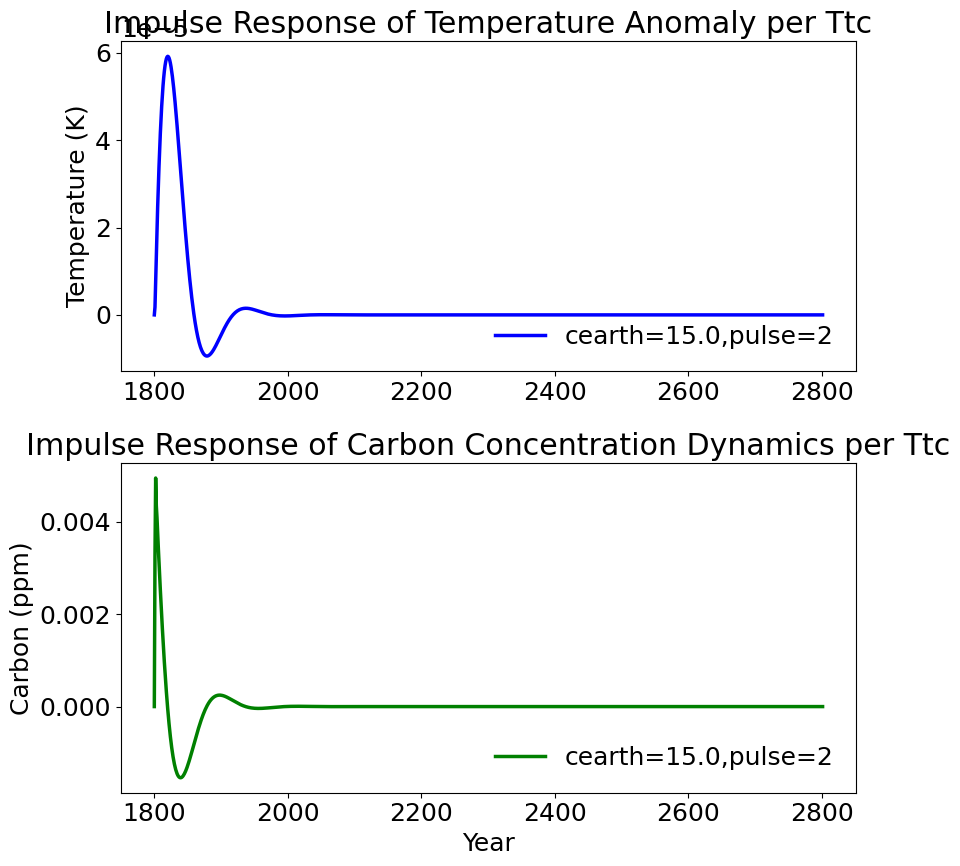 Impulse Response of Temperature Anomaly per Ttc
1e−5
6
4
2
0
Temperature (K)
cearth=15.0,pulse=2
1800 2000 2200 2400 2600 2800
Impulse Response of Carbon Concentration Dynamics per Ttc
0.004
0.002
0.000
Carbon (ppm)
cearth=15.0,pulse=2
1800 2000 2200 2400 2600 2800
Year